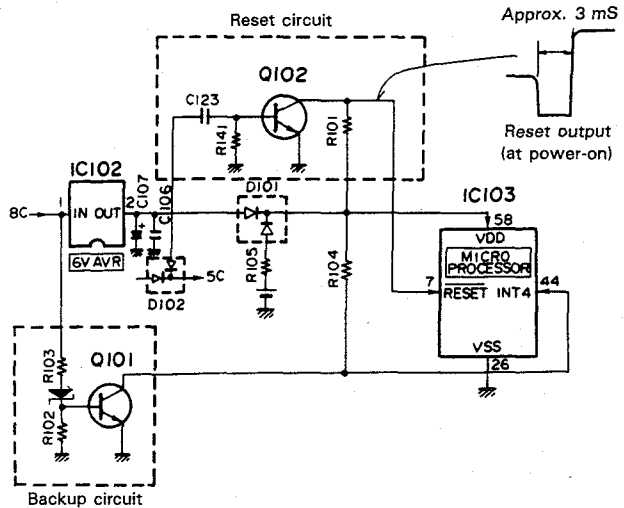 Reset circuit
Approx. 3 mS
Q102
C123
R141
R101
Reset output
(at power-on)
IC102
C107
C106
D101
IC103
8C
IN OUT
2
+
58
VDD
6V AVR
MICRO
PROCESSOR
D102
5C
R105
R104
7
RESET INT4
44
R103
Q101
VSS
26
R102
Backup circuit